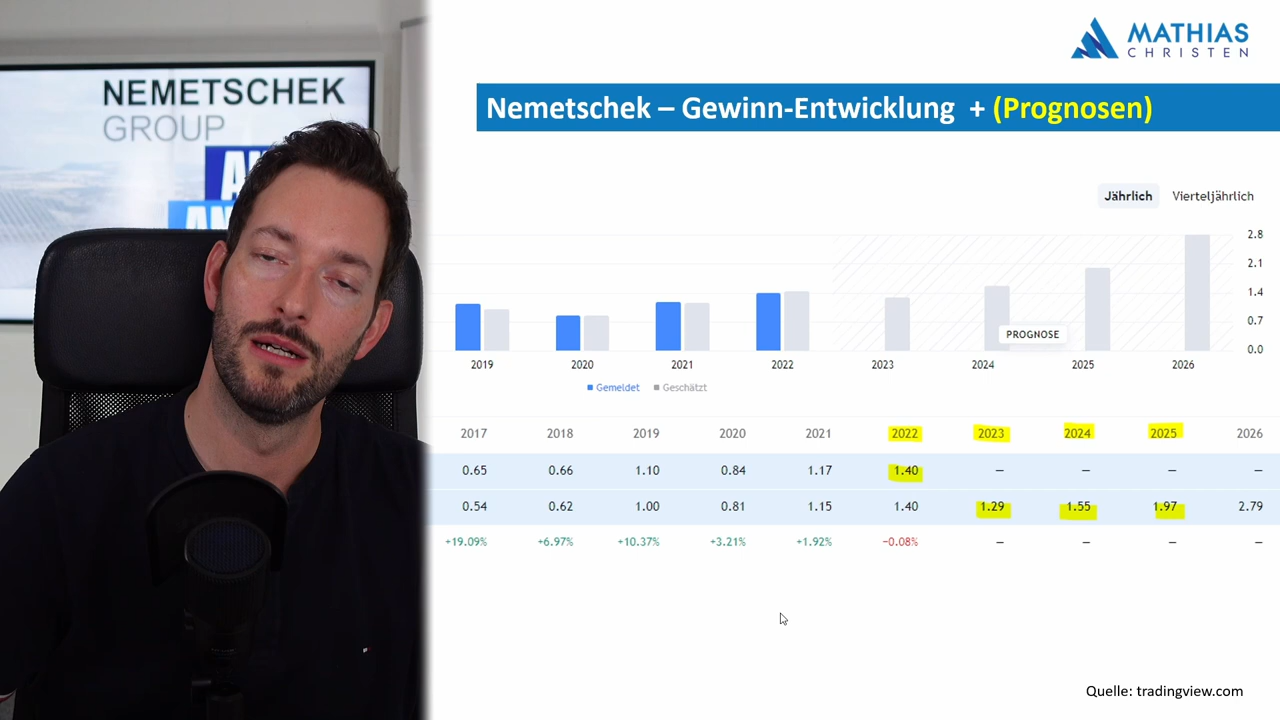 NEMETSCHEK
GROUP
MATHIAS
CHRISTEN
Nemetschek – Gewinn-Entwicklung + (Prognosen)
Jährlich Vierteljährlich
2.8
2.1
1.4
0.7
0.0
PROGNOSE
2019 2020 2021 2022 2023 2024 2025 2026
Gemeldet Geschätzt
2017 2018 2019 2020 2021 2022 2023 2024 2025 2026
0.65 0.66 1.10 0.84 1.17 1.40 — — — —
0.54 0.62 1.00 0.81 1.15 1.40 1.29 1.55 1.97 2.79
+19.09% +6.97% +10.37% +3.21% +1.92% −0.08% — — — —
Quelle: tradingview.com